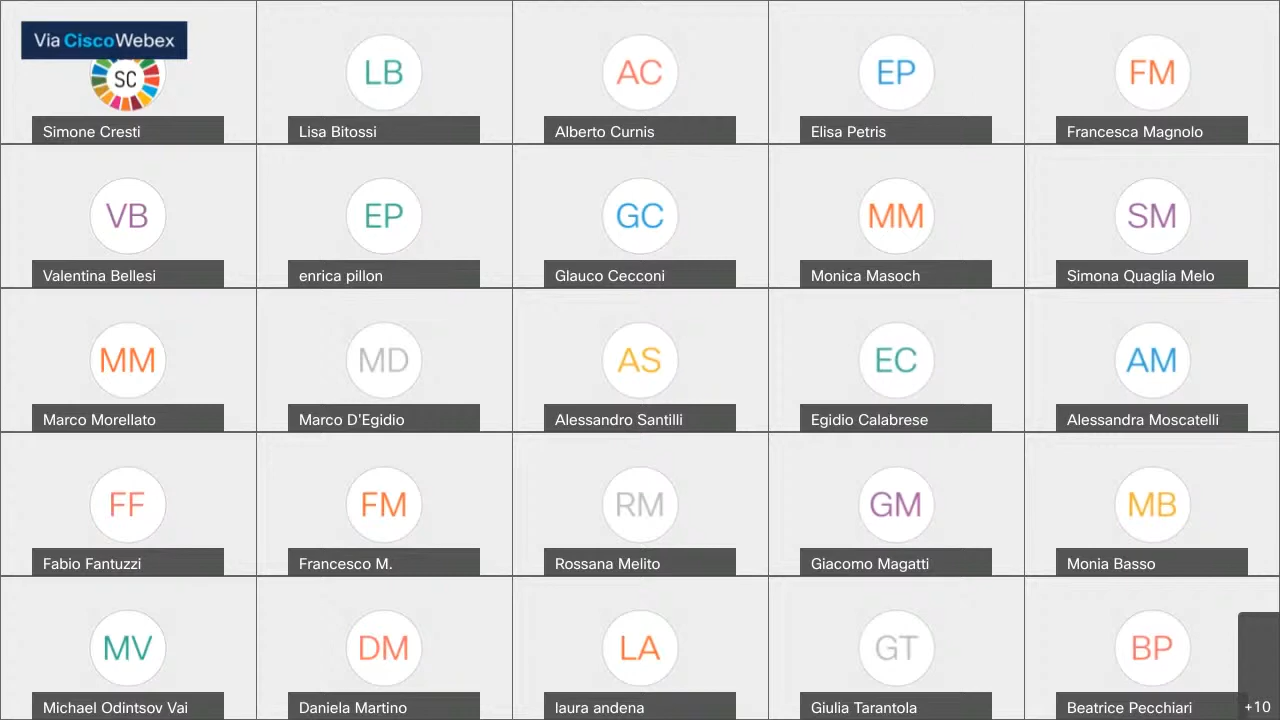 Via CiscoWebex
SC
LB
AC
EP
FM
Simone Cresti
Lisa Bitossi
Alberto Curnis
Elisa Petris
Francesca Magnolo
VB
EP
GC
MM
SM
Valentina Bellesi
enrica pillon
Glauco Cecconi
Monica Masoch
Simona Quaglia Melo
MM
MD
AS
EC
AM
Marco Morellato
Marco D'Egidio
Alessandro Santilli
Egidio Calabrese
Alessandra Moscatelli
FF
FM
RM
GM
MB
Fabio Fantuzzi
Francesco M.
Rossana Melito
Giacomo Magatti
Monia Basso
MV
DM
LA
GT
BP
Michael Odintsov Vai
Daniela Martino
laura andena
Giulia Tarantola
Beatrice Pecchiari
+10